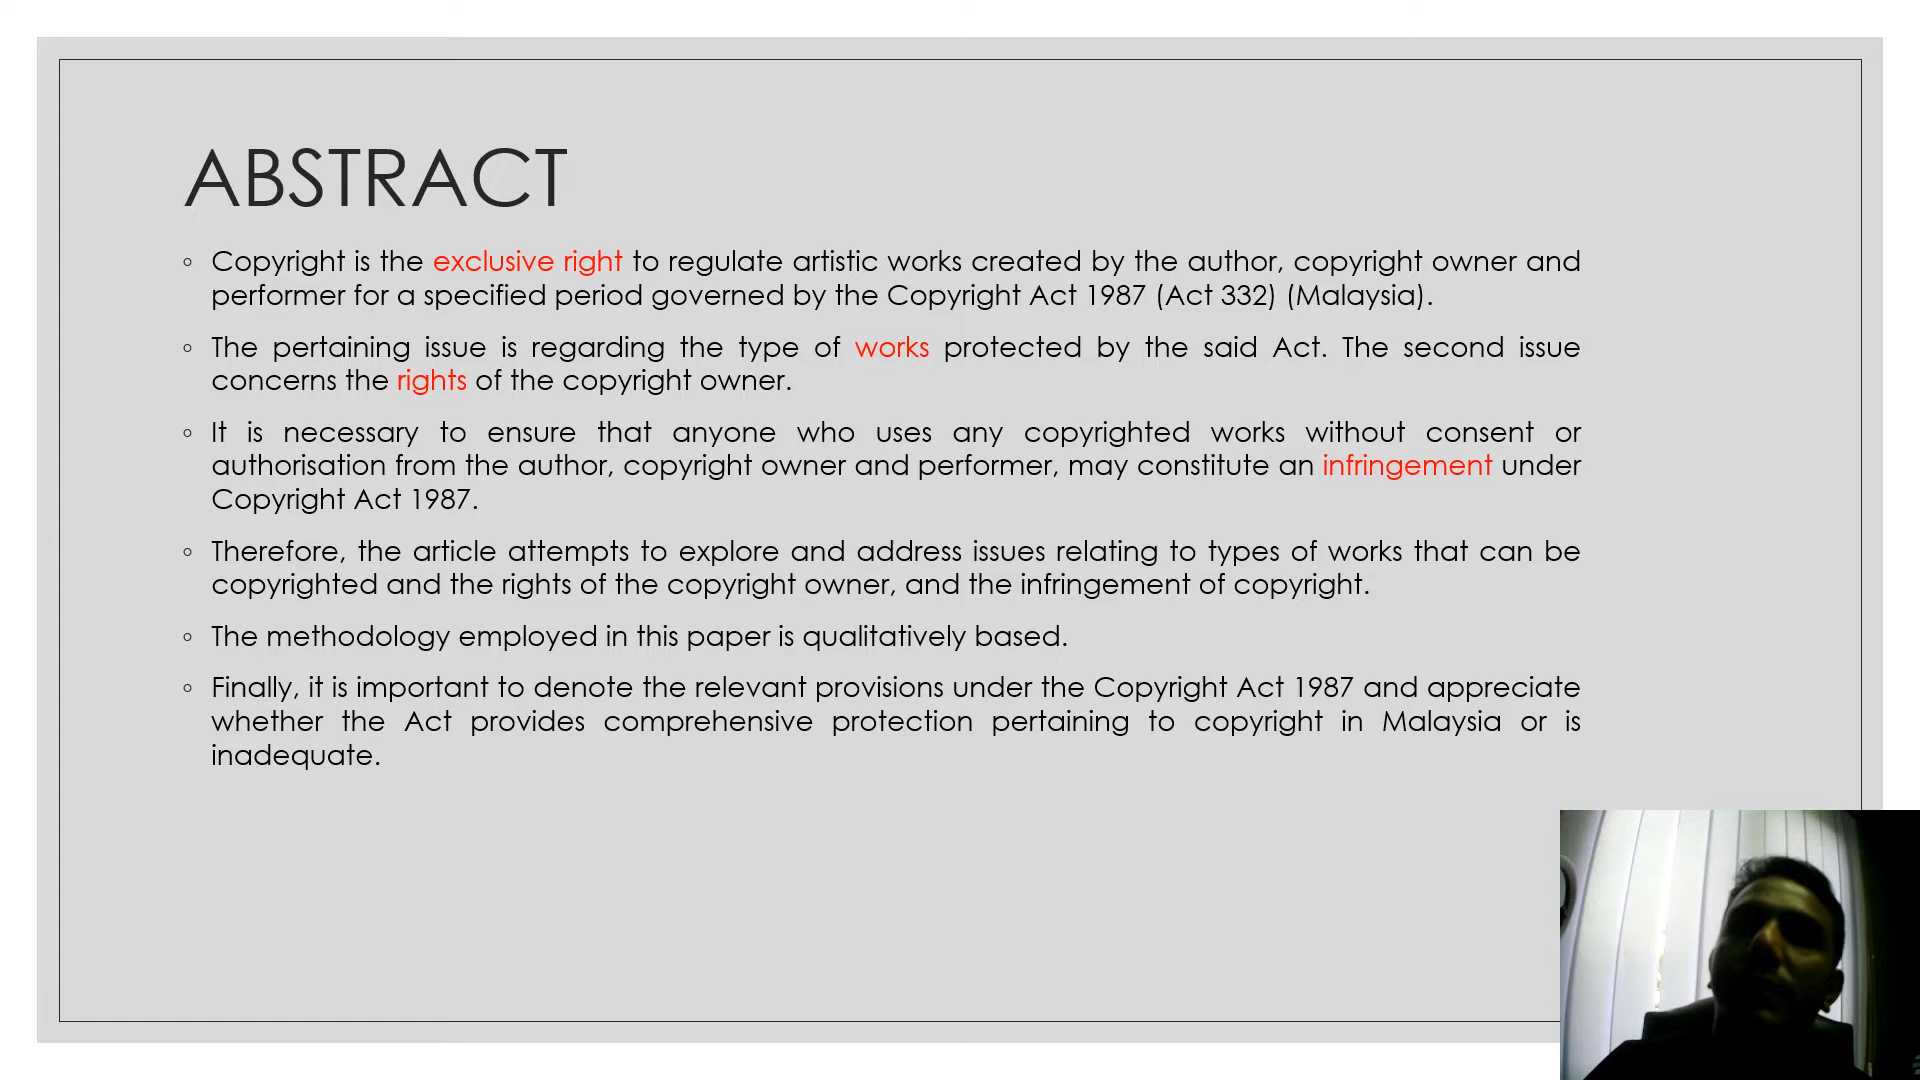 ABSTRACT
◦ Copyright is the exclusive right to regulate artistic works created by the author, copyright owner and
performer for a specified period governed by the Copyright Act 1987 (Act 332) (Malaysia).
◦ The pertaining issue is regarding the type of works protected by the said Act. The second issue
concerns the rights of the copyright owner.
◦ It is necessary to ensure that anyone who uses any copyrighted works without consent or
authorisation from the author, copyright owner and performer, may constitute an infringement under
Copyright Act 1987.
◦ Therefore, the article attempts to explore and address issues relating to types of works that can be
copyrighted and the rights of the copyright owner, and the infringement of copyright.
◦ The methodology employed in this paper is qualitatively based.
◦ Finally, it is important to denote the relevant provisions under the Copyright Act 1987 and appreciate
whether the Act provides comprehensive protection pertaining to copyright in Malaysia or is
inadequate.